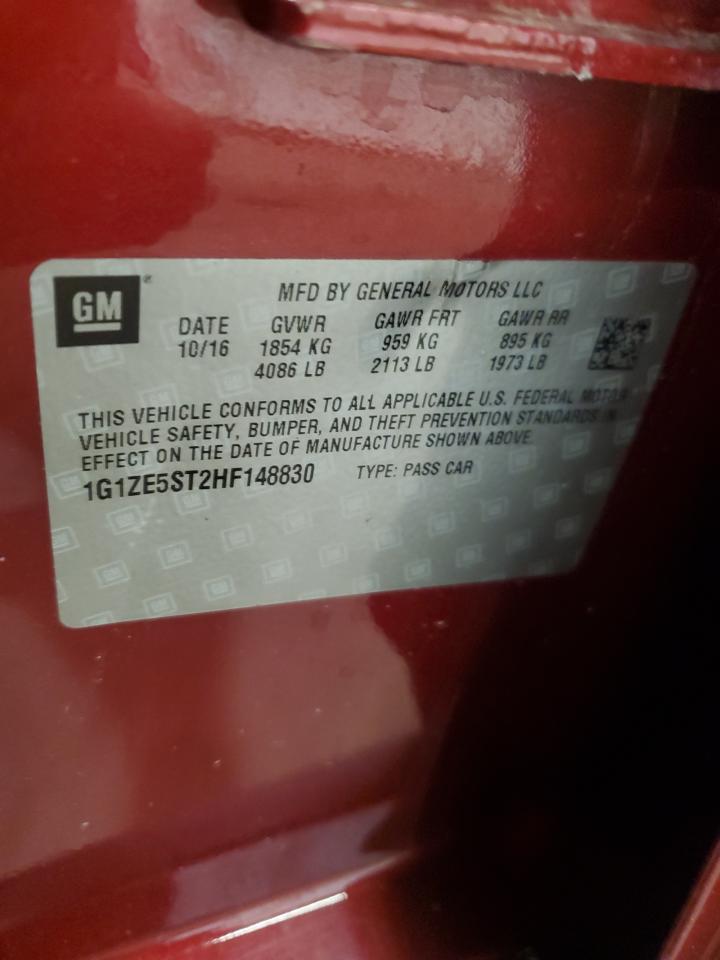 GM
MFD BY GENERAL MOTORS LLC
DATE GVWR GAWR FRT GAWR RR
10/16 1854 KG 959 KG 895 KG
4086 LB 2113 LB 1973 LB
THIS VEHICLE CONFORMS TO ALL APPLICABLE U.S. FEDERAL MOTOR
VEHICLE SAFETY, BUMPER, AND THEFT PREVENTION STANDARDS IN
EFFECT ON THE DATE OF MANUFACTURE SHOWN ABOVE.
1G1ZE5ST2HF148830 TYPE: PASS CAR